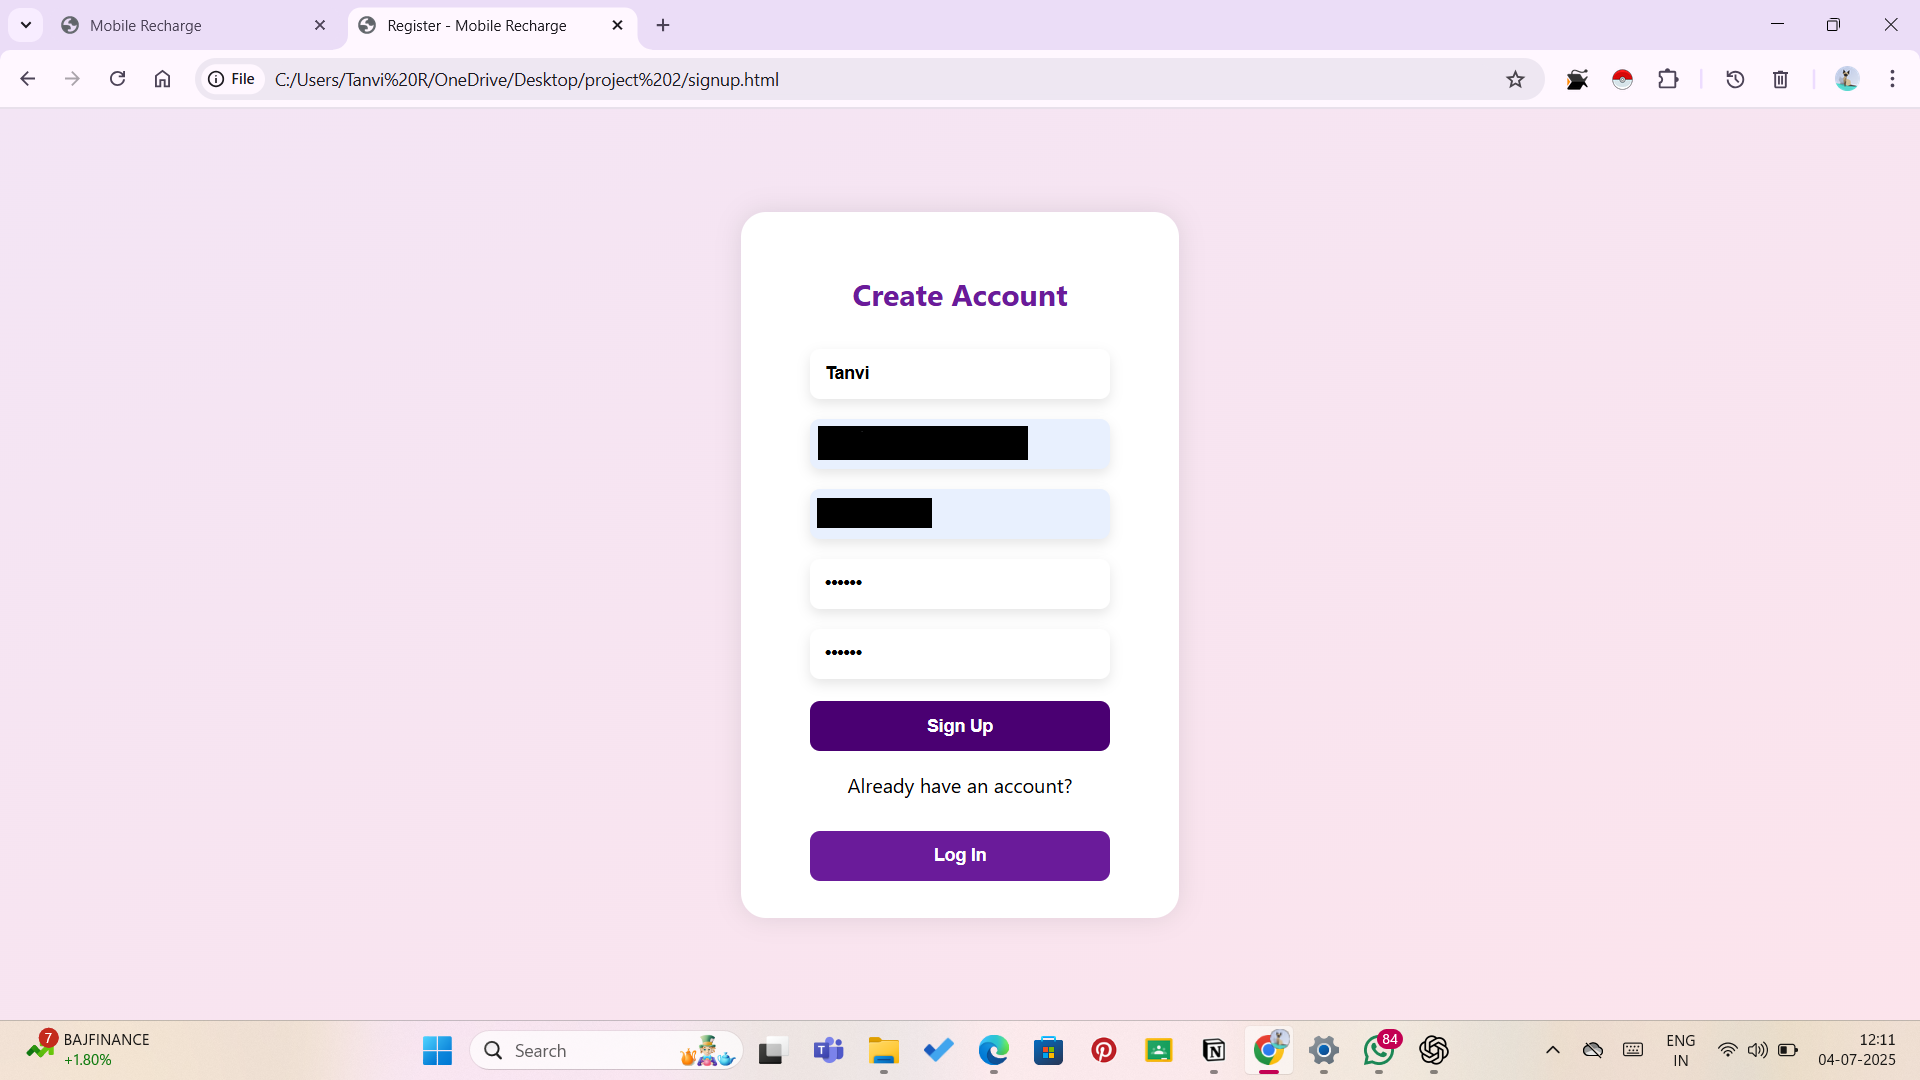 Mobile Recharge
Register - Mobile Recharge
File
C:/Users/Tanvi%20R/OneDrive/Desktop/project%202/signup.html
Create Account
Tanvi
••••••
••••••
Sign Up
Already have an account?
Log In
7
BAJFINANCE
+1.80%
Search
84
ENG
IN
12:11
04-07-2025